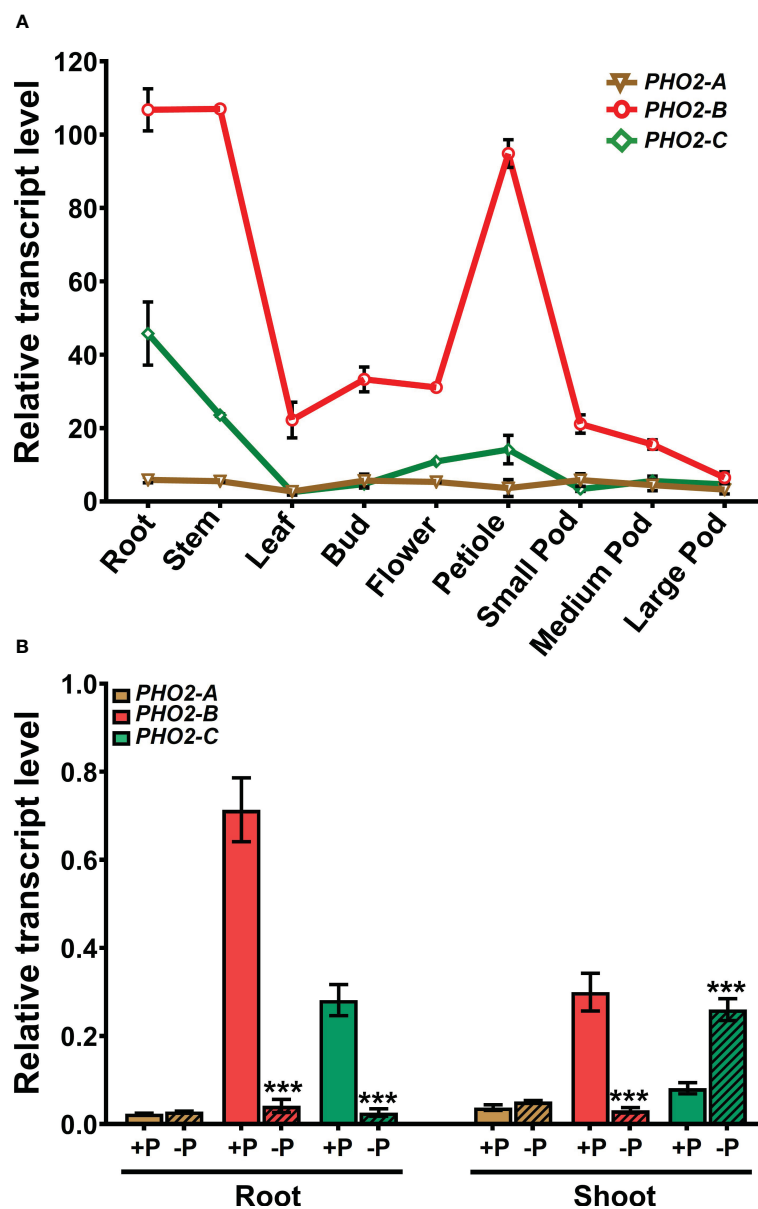 A
Relative transcript level
120
100
80
60
40
20
0
PHO2-A
PHO2-B
PHO2-C
Root
Stem
Leaf
Bud
Flower
Petiole
Small Pod
Medium Pod
Large Pod
B
Relative transcript level
1.0
0.8
0.6
0.4
0.2
0.0
PHO2-A
PHO2-B
PHO2-C
***
***
***
***
+P -P +P -P +P -P +P -P +P -P +P -P
Root Shoot